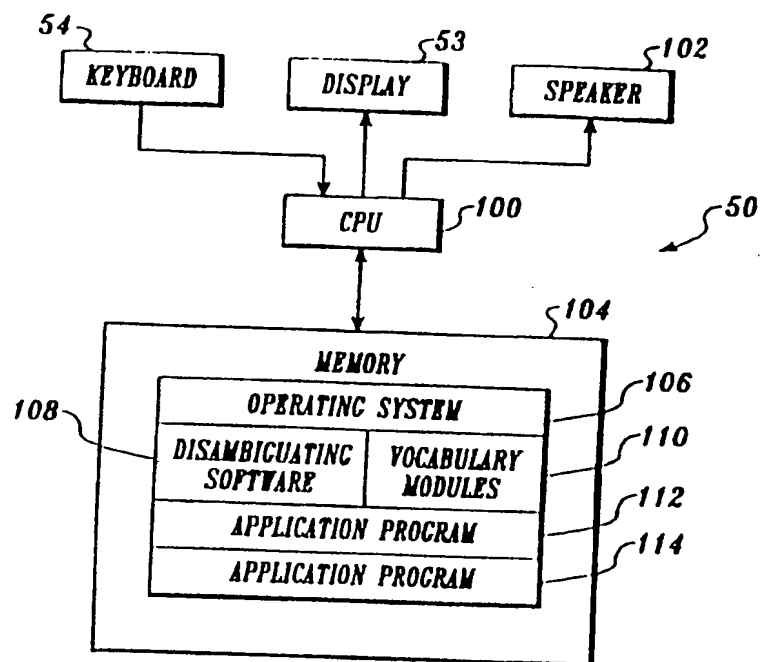 54
53
102
KEYBOARD
DISPLAY
SPEAKER
CPU
100
50
104
MEMORY
106
OPERATING SYSTEM
108
110
DISAMBIGUATING
SOFTWARE
VOCABULARY
MODULES
112
APPLICATION PROGRAM
114
APPLICATION PROGRAM